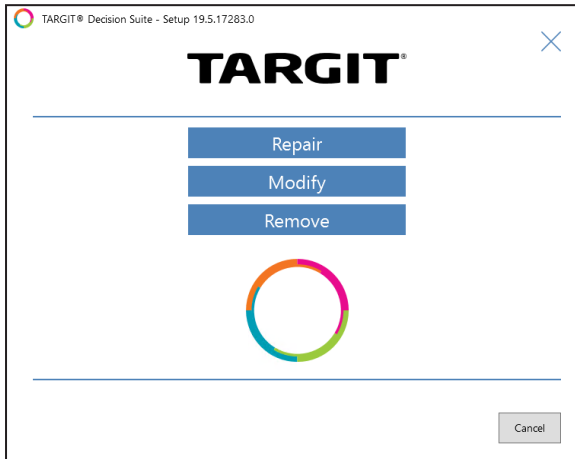 TARGIT® Decision Suite - Setup 19.5.17283.0
TARGIT®
Repair
Modify
Remove
Cancel